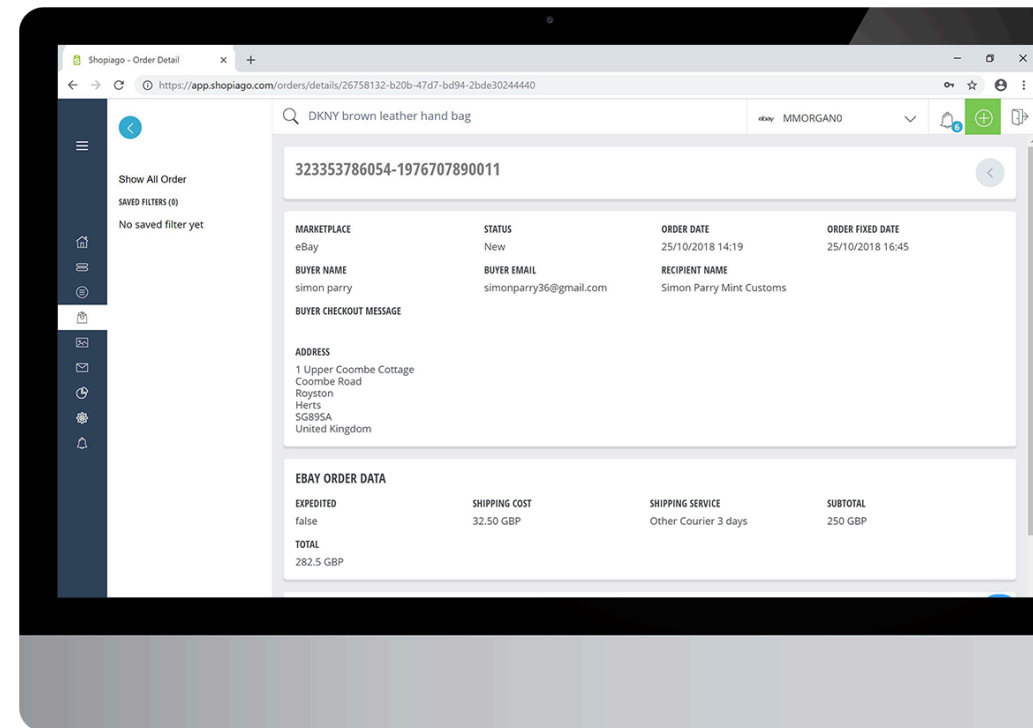 Shopiago - Order Detail
https://app.shopiago.com/orders/details/26758132-b20b-47d7-bd94-2bde30244440
DKNY brown leather hand bag
ebay MMORGAN0
6
Show All Order
SAVED FILTERS (0)
No saved filter yet
323353786054-1976707890011
MARKETPLACE STATUS ORDER DATE ORDER FIXED DATE
eBay New 25/10/2018 14:19 25/10/2018 16:45
BUYER NAME BUYER EMAIL RECIPIENT NAME
simon parry simonparry36@gmail.com Simon Parry Mint Customs
BUYER CHECKOUT MESSAGE
ADDRESS
1 Upper Coombe Cottage
Coombe Road
Royston
Herts
SG89SA
United Kingdom
EBAY ORDER DATA
EXPEDITED SHIPPING COST SHIPPING SERVICE SUBTOTAL
false 32.50 GBP Other Courier 3 days 250 GBP
TOTAL
282.5 GBP